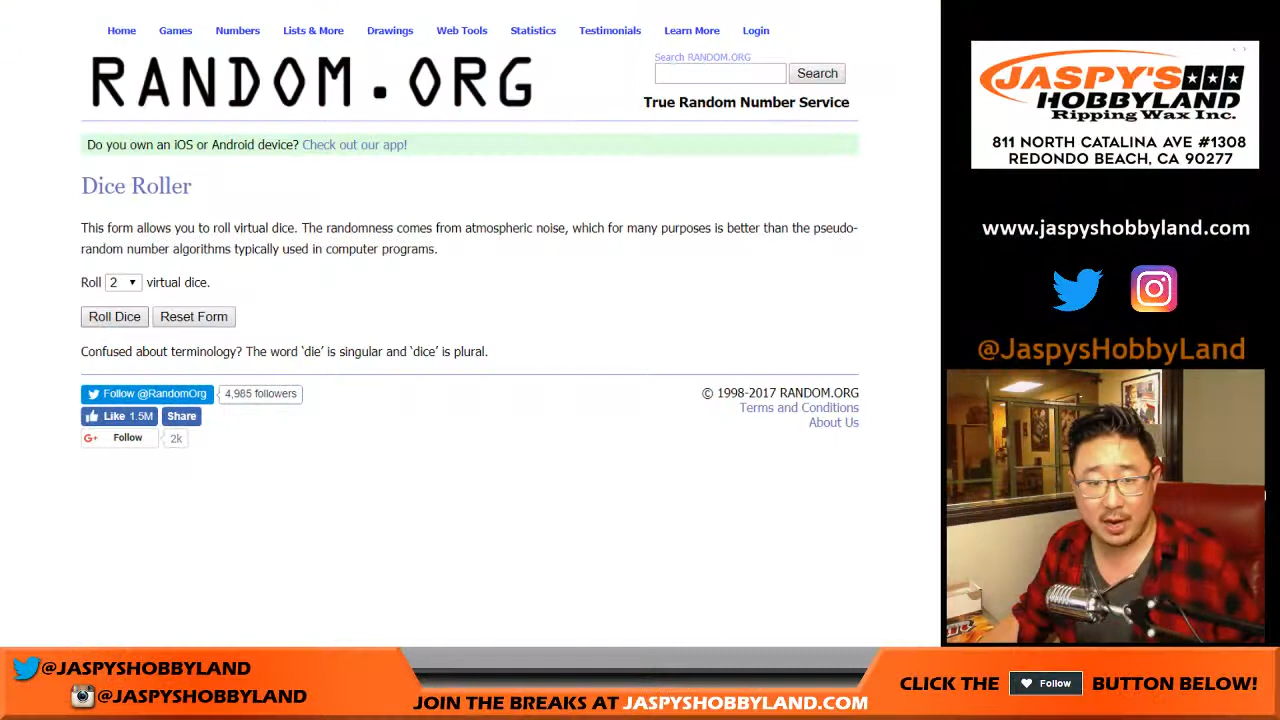 Home Games Numbers Lists & More Drawings Web Tools Statistics Testimonials Learn More Login
RANDOM.ORG
Search RANDOM.ORG
Search
True Random Number Service
Do you own an iOS or Android device? Check out our app!
Dice Roller
This form allows you to roll virtual dice. The randomness comes from atmospheric noise, which for many purposes is better than the pseudo-
random number algorithms typically used in computer programs.
Roll 2 virtual dice.
Roll Dice Reset Form
Confused about terminology? The word ‘die’ is singular and ‘dice’ is plural.
Follow @RandomOrg 4,985 followers
Like 1.5M Share
G+ Follow 2k
© 1998-2017 RANDOM.ORG
Terms and Conditions
About Us
JASPY'S
HOBBYLAND
Ripping Wax Inc.
811 NORTH CATALINA AVE #1308
REDONDO BEACH, CA 90277
www.jaspyshobbyland.com
@JaspysHobbyLand
@JASPYSHOBBYLAND
@JASPYSHOBBYLAND
JOIN THE BREAKS AT JASPYSHOBBYLAND.COM
CLICK THE Follow BUTTON BELOW!